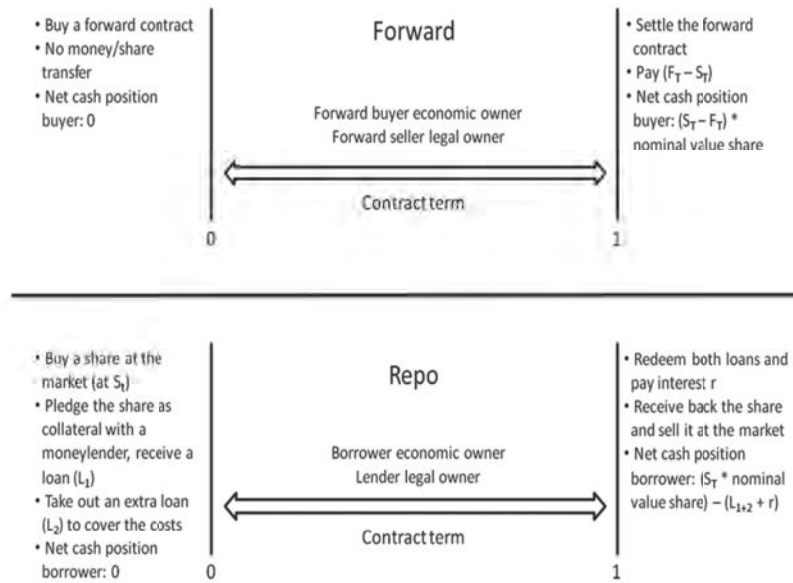 • Buy a forward contract
• No money/share
transfer
• Net cash position
buyer: 0
Forward
Forward buyer economic owner
Forward seller legal owner
Contract term
0
1
• Settle the forward
contract
• Pay (F_T – S_T)
• Net cash position
buyer: (S_T – F_T) *
nominal value share
• Buy a share at the
market (at S_t)
• Pledge the share as
collateral with a
moneylender, receive a
loan (L_1)
• Take out an extra loan
(L_2) to cover the costs
• Net cash position
borrower: 0
Repo
Borrower economic owner
Lender legal owner
Contract term
0
1
• Redeem both loans and
pay interest r
• Receive back the share
and sell it at the market
• Net cash position
borrower: (S_T * nominal
value share) – (L_1+2 + r)